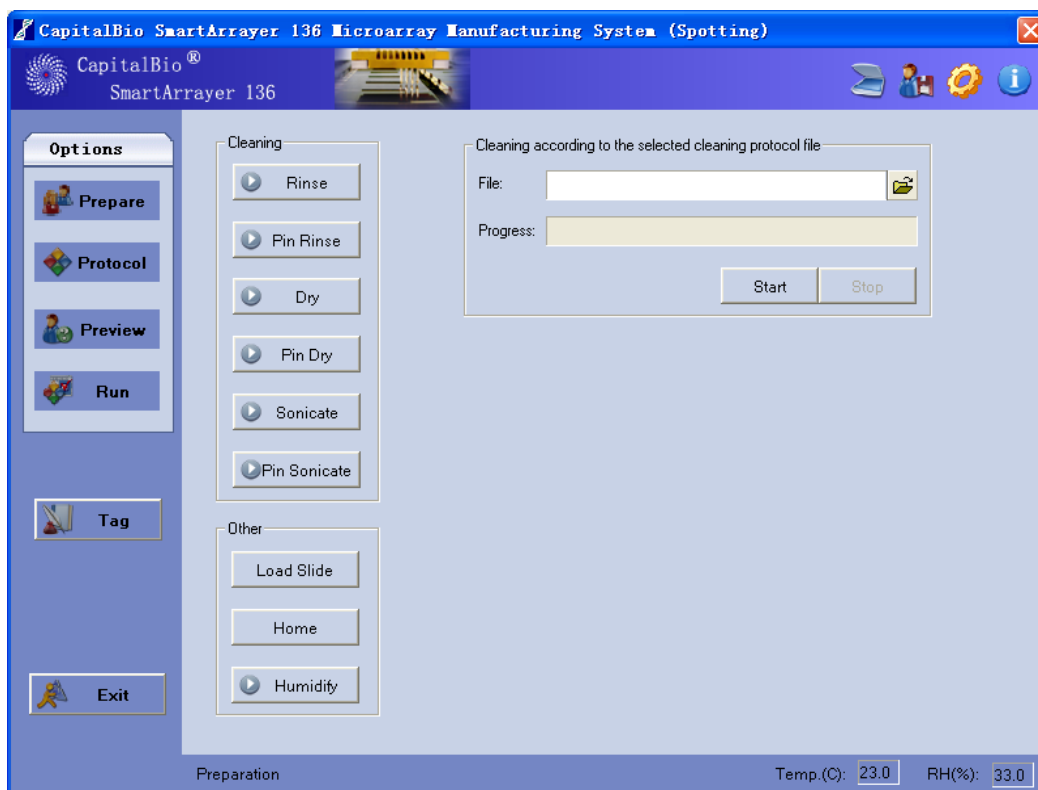 CapitalBio SmartArrayer 136 Microarray Manufacturing System (Spotting)
CapitalBio®
SmartArrayer 136
Options
Prepare
Protocol
Preview
Run
Tag
Exit
Cleaning
Rinse
Pin Rinse
Dry
Pin Dry
Sonicate
Pin Sonicate
Other
Load Slide
Home
Humidify
Cleaning according to the selected cleaning protocol file
File:
Progress:
Start
Stop
Preparation
Temp.(C): 23.0
RH(%): 33.0